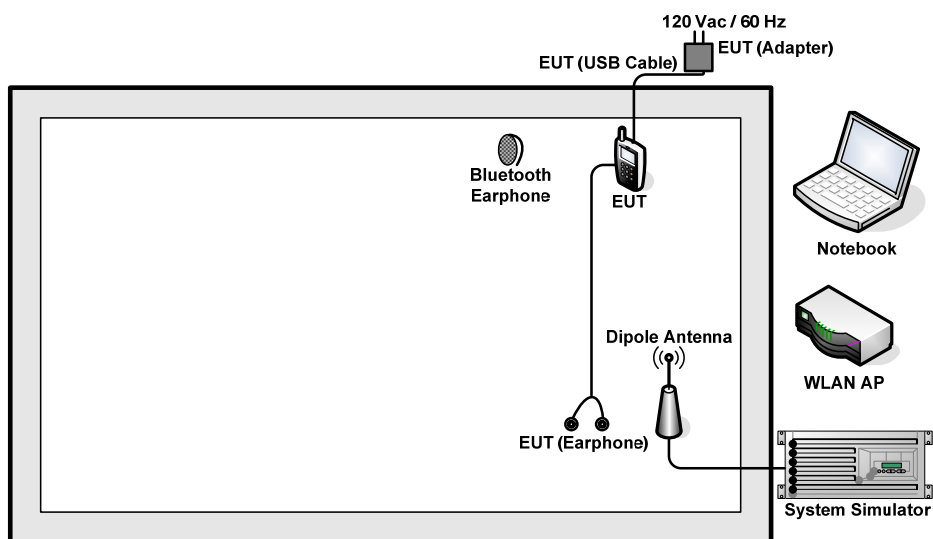 120 Vac / 60 Hz
EUT (Adapter)
EUT (USB Cable)
Bluetooth
Earphone
EUT
Notebook
Dipole Antenna
WLAN AP
EUT (Earphone)
System Simulator